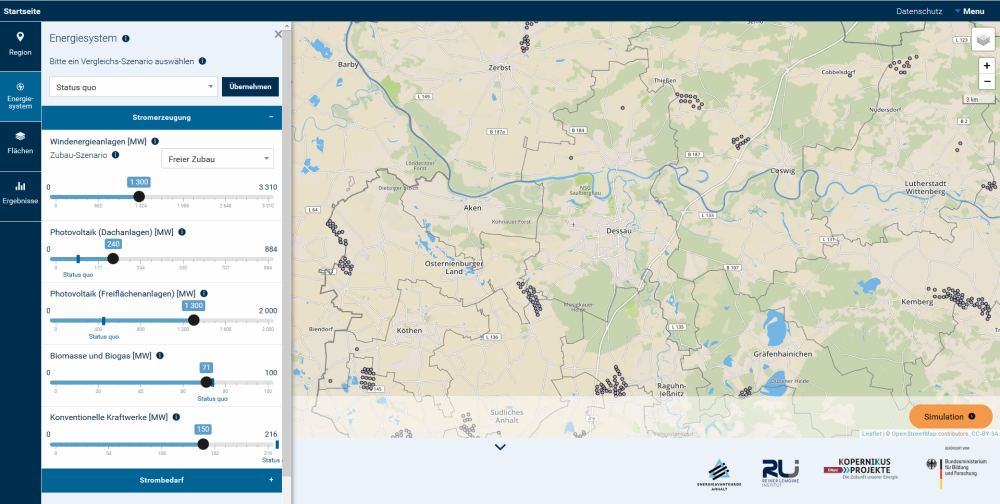 Startseite
Datenschutz
Menu
Region
Energie-
system
Flächen
Ergebnisse
Energiesystem
Bitte ein Vergleichs-Szenario auswählen
Status quo
Übernehmen
Stromerzeugung
Windenergieanlagen [MW]
Zubau-Szenario
Freier Zubau
0
1 300
3 310
0 662 1 324 1 986 2 648 3 310
Photovoltaik (Dachanlagen) [MW]
0
240
884
0 177 354 530 707 884
Status quo
Photovoltaik (Freiflächenanlagen) [MW]
0
1 300
2 000
0 400 800 1 200 1 600 2 000
Status quo
Biomasse und Biogas [MW]
0
71
100
0 20 40 60 80 100
Status quo
Konventionelle Kraftwerke [MW]
0
150
216
0 54 108 162 216
Status
Strombedarf
Barby
Zerbst
Thießen
Cobbelsdorf
L 123
Nudersdorf
B 2
3 km
+
−
L 149
B 187a
B 184
B 187
Coswig
Lutherstadt
Wittenberg
Lödderitzer
Forst
Diebziger Busch
NSG
Saalberghau
L 64
Aken
Kühnauer Forst
L 133
Dessau
Osternienburger
Land
B 107
Mosigkauer
Heide
Kemberg
Biendorf
Köthen
L 136
L 135
Gräfenhainichen
L 145
Raguhn-
Jeßnitz
Oranienbaumer Heide
Südliches
Anhalt
Simulation
Leaflet | © OpenStreetMap contributors, CC-BY-SA
ENERGIEAVANTGARDE
ANHALT
RLI
REINER LEMOINE
INSTITUT
ENavi
KOPERNIKUS
PROJEKTE
Die Zukunft unserer Energie
GEFÖRDERT VOM
Bundesministerium
für Bildung
und Forschung